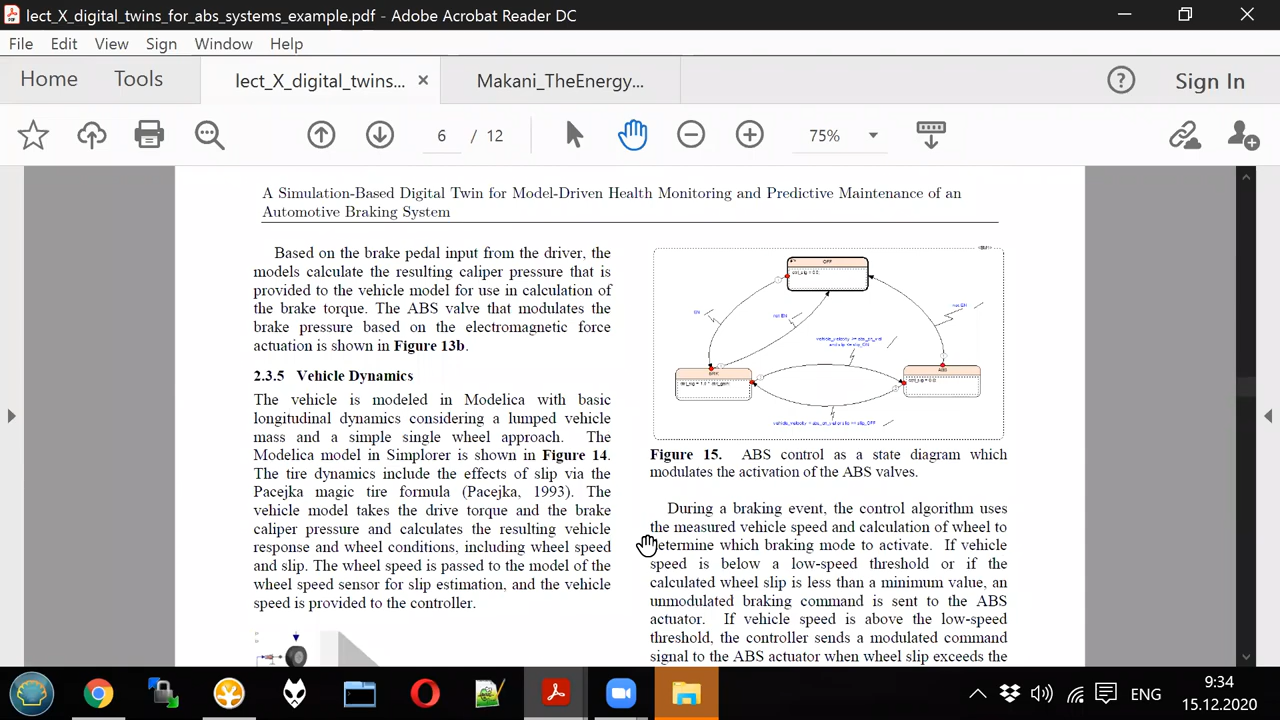 lect_X_digital_twins_for_abs_systems_example.pdf - Adobe Acrobat Reader DC
File Edit View Sign Window Help
Home Tools lect_X_digital_twins... Makani_TheEnergy... Sign In
6 / 12 75%
A Simulation-Based Digital Twin for Model-Driven Health Monitoring and Predictive Maintenance of an
Automotive Braking System
Based on the brake pedal input from the driver, the
models calculate the resulting caliper pressure that is
provided to the vehicle model for use in calculation of
the brake torque. The ABS valve that modulates the
brake pressure based on the electromagnetic force
actuation is shown in Figure 13b.
2.3.5 Vehicle Dynamics
The vehicle is modeled in Modelica with basic
longitudinal dynamics considering a lumped vehicle
mass and a simple single wheel approach. The
Modelica model in Simplorer is shown in Figure 14.
The tire dynamics include the effects of slip via the
Pacejka magic tire formula (Pacejka, 1993). The
vehicle model takes the drive torque and the brake
caliper pressure and calculates the resulting vehicle
response and wheel conditions, including wheel speed
and slip. The wheel speed is passed to the model of the
wheel speed sensor for slip estimation, and the vehicle
speed is provided to the controller.
OFF
EN
not EN
not EN
ABS
Figure 15. ABS control as a state diagram which
modulates the activation of the ABS valves.
During a braking event, the control algorithm uses
the measured vehicle speed and calculation of wheel to
determine which braking mode to activate. If vehicle
speed is below a low-speed threshold or if the
calculated wheel slip is less than a minimum value, an
unmodulated braking command is sent to the ABS
actuator. If vehicle speed is above the low-speed
threshold, the controller sends a modulated command
signal to the ABS actuator when wheel slip exceeds the
ENG
9:34
15.12.2020